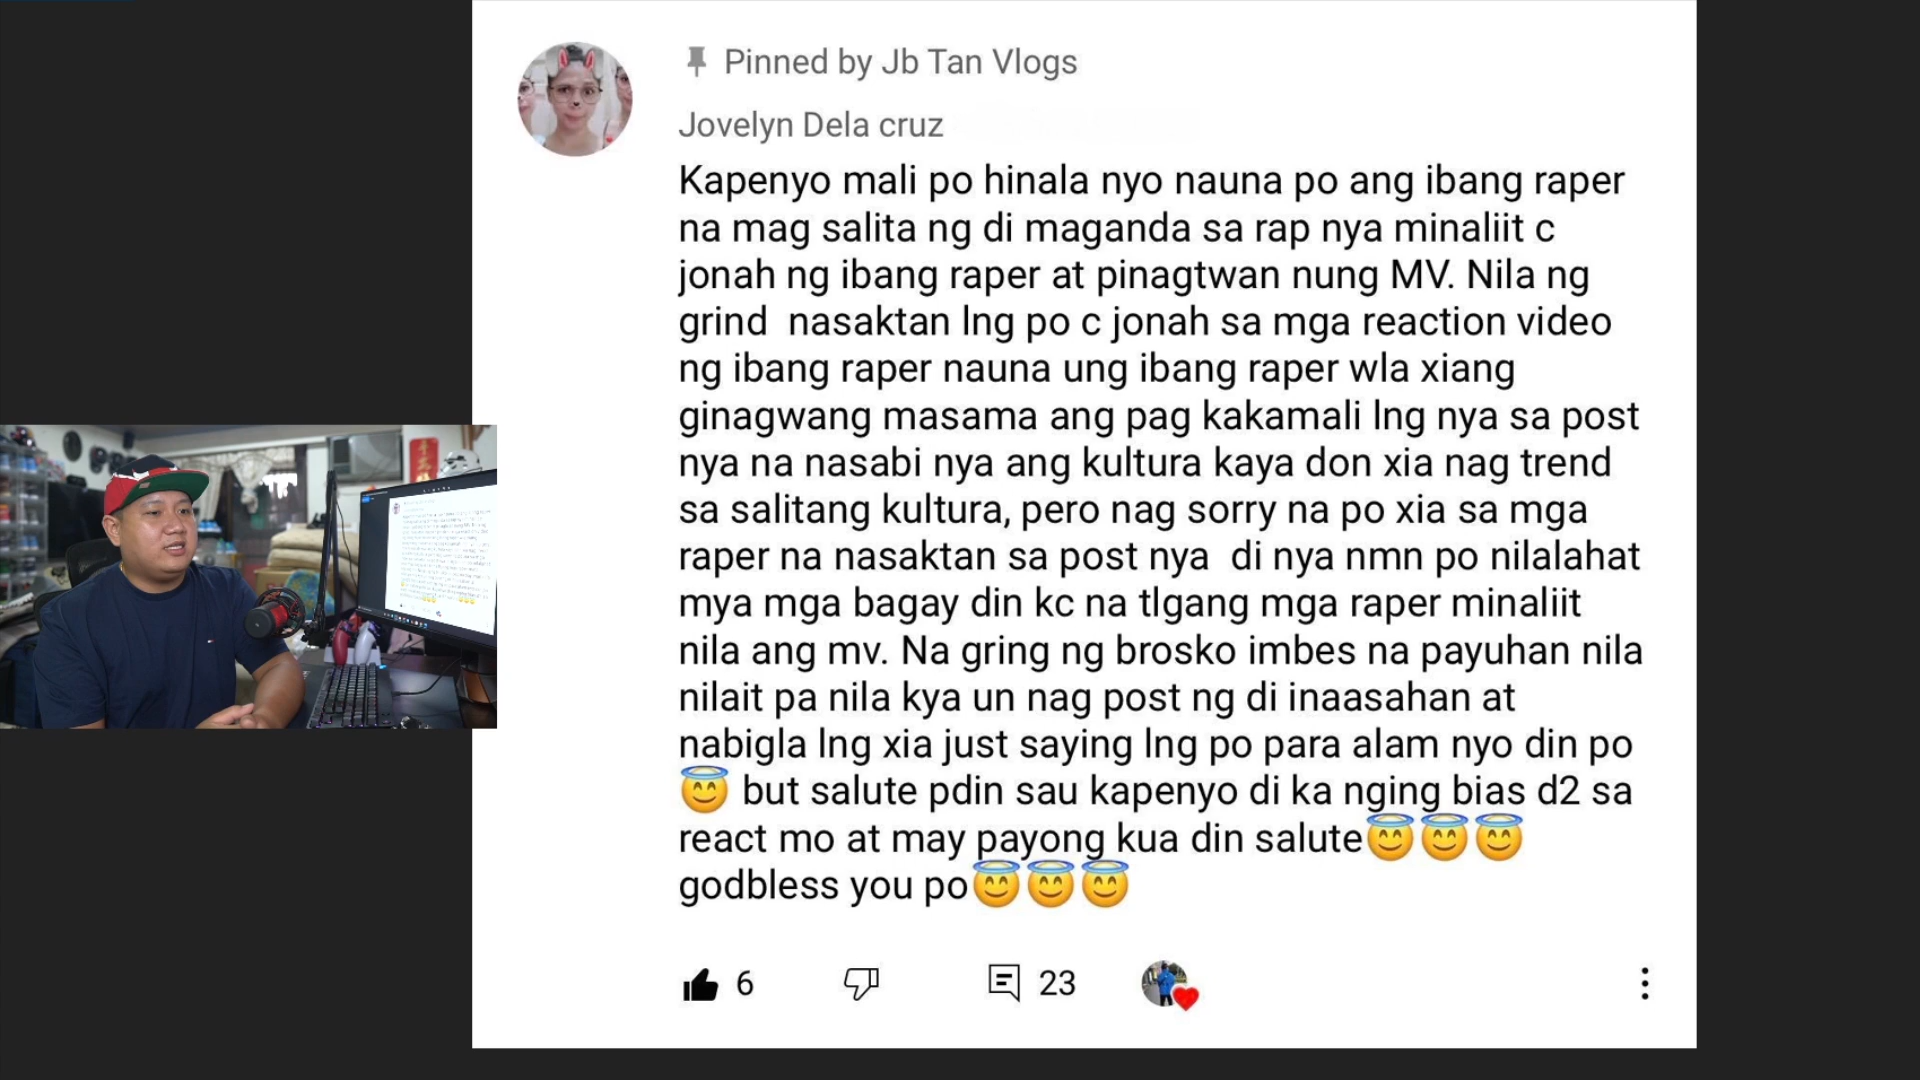 Pinned by Jb Tan Vlogs
Jovelyn Dela cruz
Kapenyo mali po hinala nyo nauna po ang ibang raper
na mag salita ng di maganda sa rap nya minaliit c
jonah ng ibang raper at pinagtwan nung MV. Nila ng
grind  nasaktan lng po c jonah sa mga reaction video
ng ibang raper nauna ung ibang raper wla xiang
ginagwang masama ang pag kakamali lng nya sa post
nya na nasabi nya ang kultura kaya don xia nag trend
sa salitang kultura, pero nag sorry na po xia sa mga
raper na nasaktan sa post nya  di nya nmn po nilalahat
mya mga bagay din kc na tlgang mga raper minaliit
nila ang mv. Na gring ng brosko imbes na payuhan nila
nilait pa nila kya un nag post ng di inaasahan at
nabigla lng xia just saying lng po para alam nyo din po
😇 but salute pdin sau kapenyo di ka nging bias d2 sa
react mo at may payong kua din salute😇😇😇
godbless you po😇😇😇
6 23